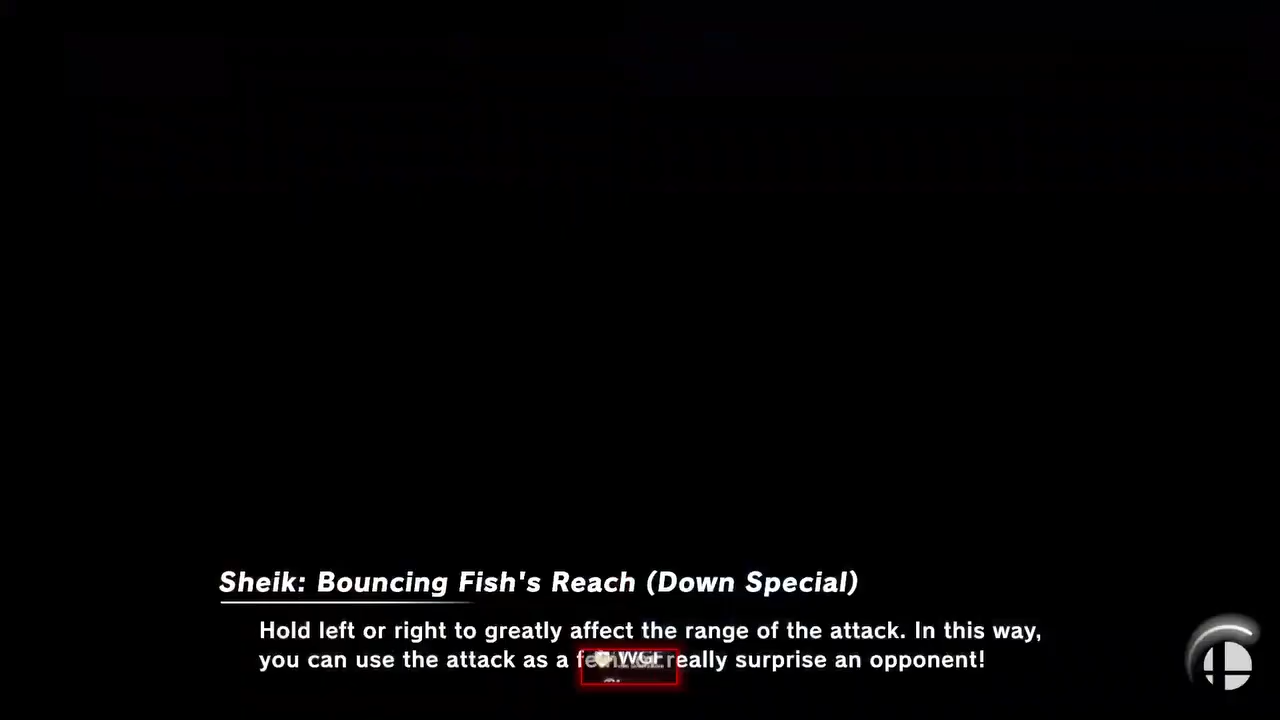 Sheik: Bouncing Fish's Reach (Down Special)
Hold left or right to greatly affect the range of the attack. In this way,
you can use the attack as a really surprise an opponent!
WGF